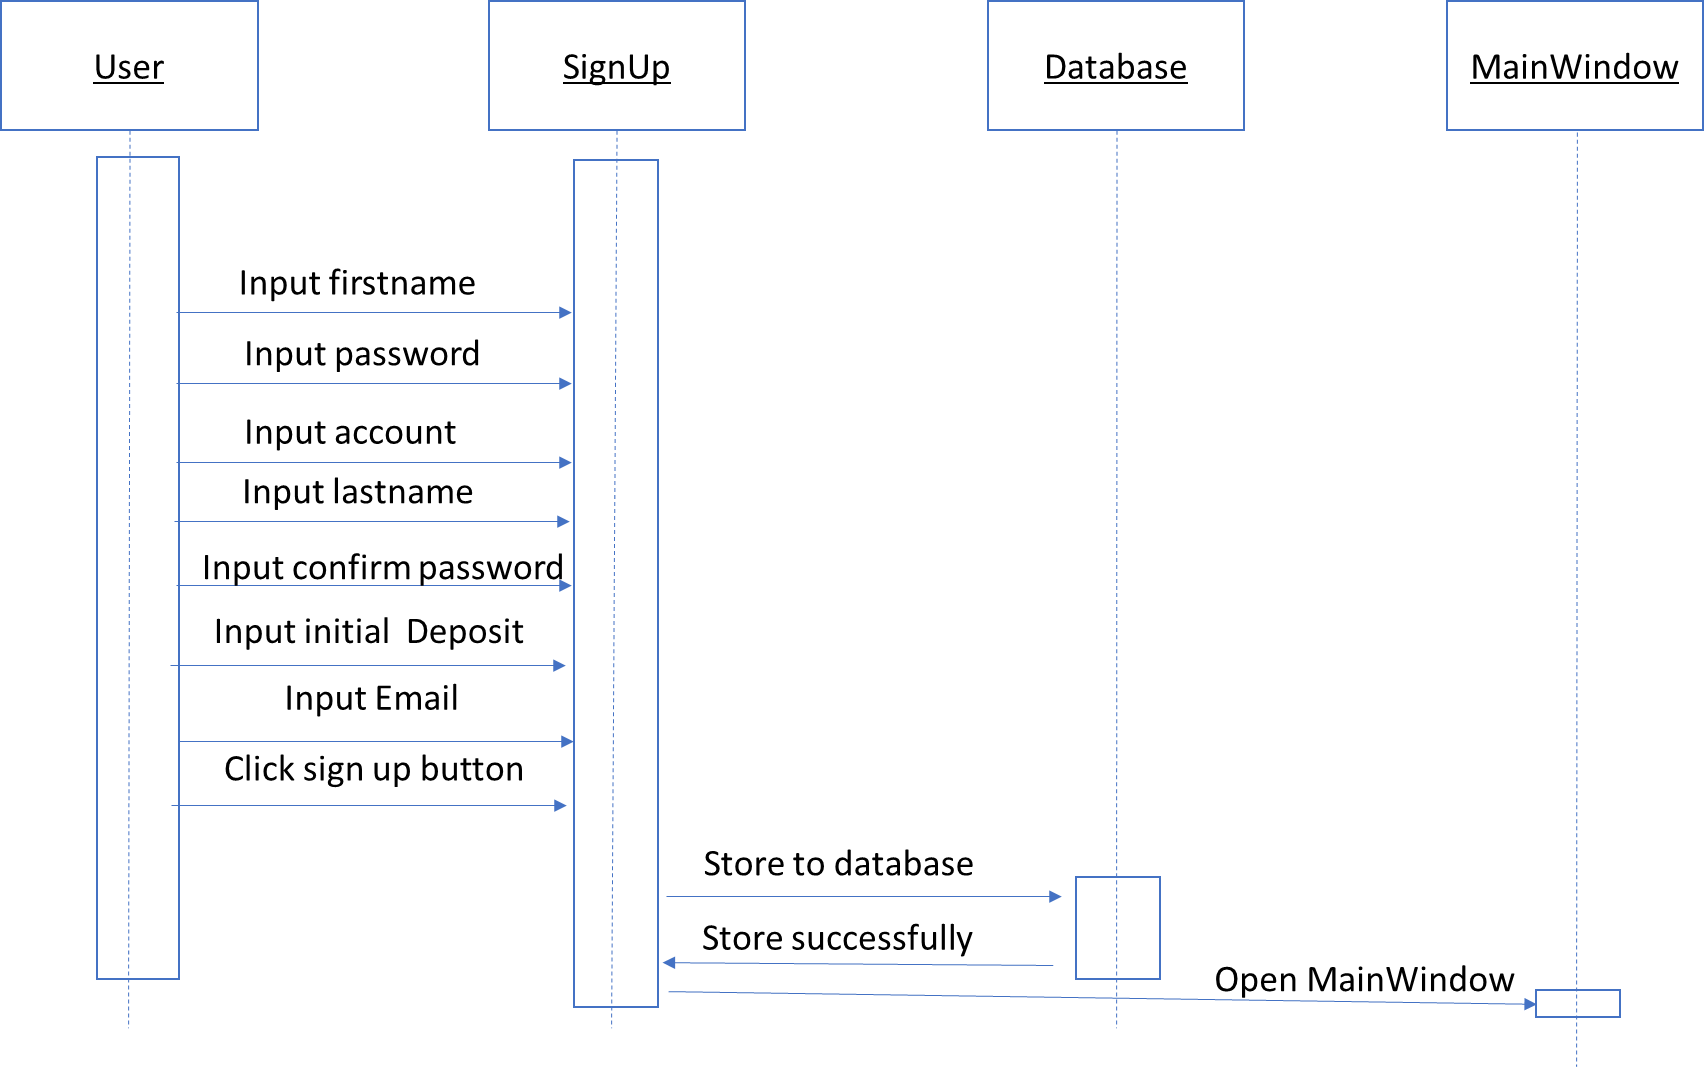 User
SignUp
Database
MainWindow
Input firstname
Input password
Input account
Input lastname
Input confirm password
Input initial  Deposit
Input Email
Click sign up button
Store to database
Store successfully
Open MainWindow